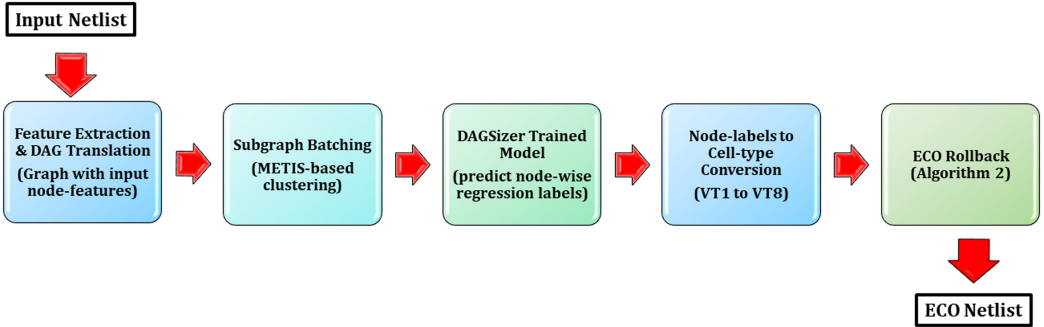 Input Netlist
Feature Extraction
& DAG Translation
(Graph with input
node-features)
Subgraph Batching
(METIS-based
clustering)
DAGSizer Trained
Model
(predict node-wise
regression labels)
Node-labels to
Cell-type
Conversion
(VT1 to VT8)
ECO Rollback
(Algorithm 2)
ECO Netlist